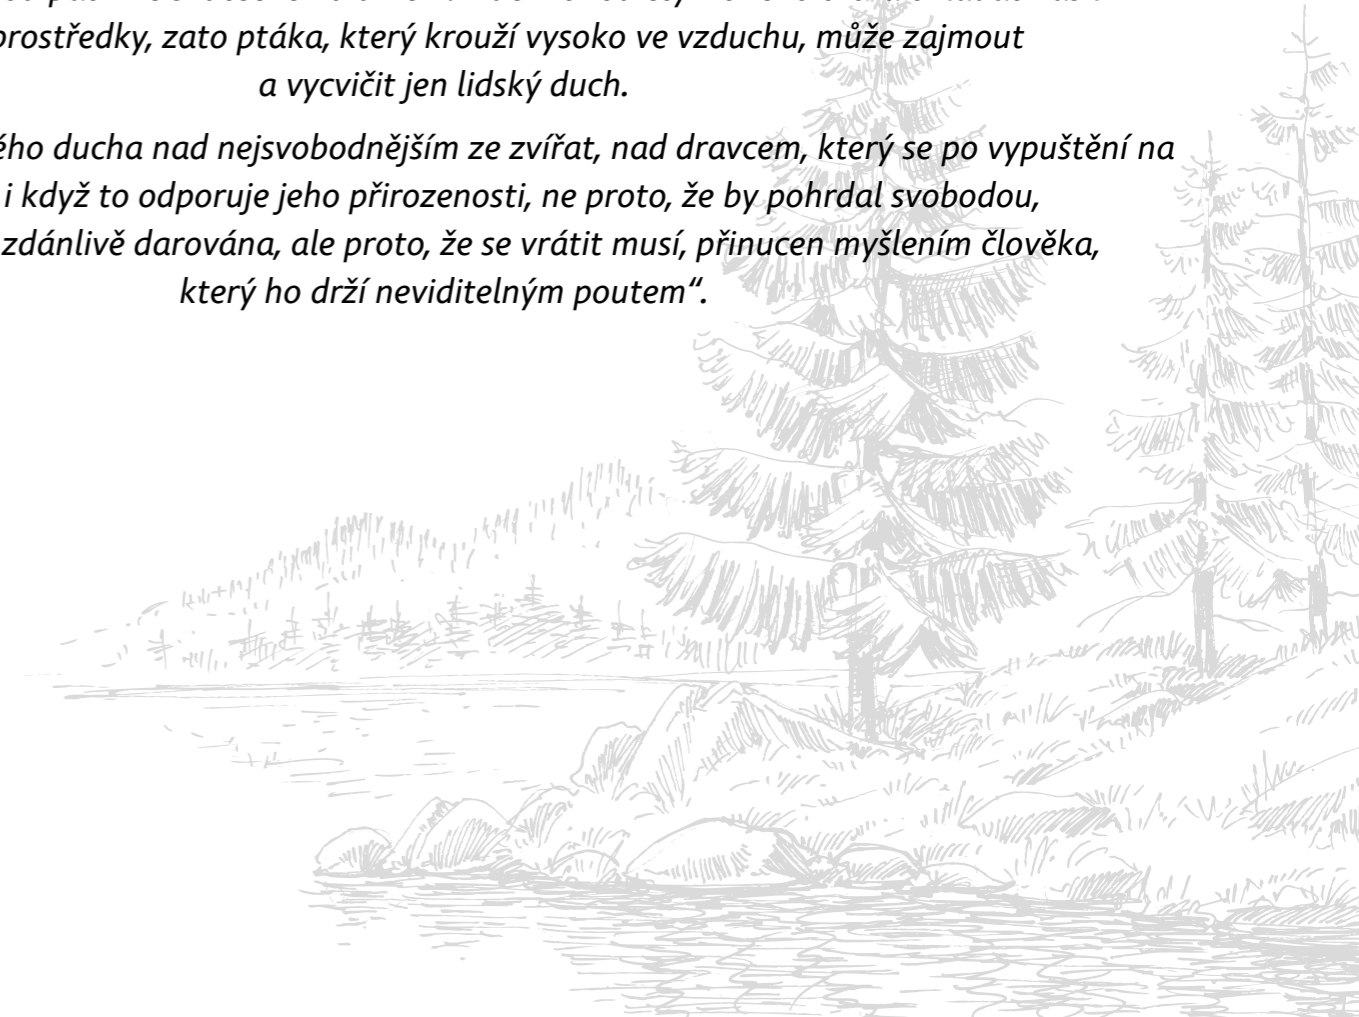 prostředky, zato ptáka, který krouží vysoko ve vzduchu, může zajmout
a vycvičit jen lidský duch.
ého ducha nad nejsvobodnějším ze zvířat, nad dravcem, který se po vypuštění na
i když to odporuje jeho přirozenosti, ne proto, že by pohrdal svobodou,
zdánlivě darována, ale proto, že se vrátit musí, přinucen myšlením člověka,
který ho drží neviditelným poutem“.